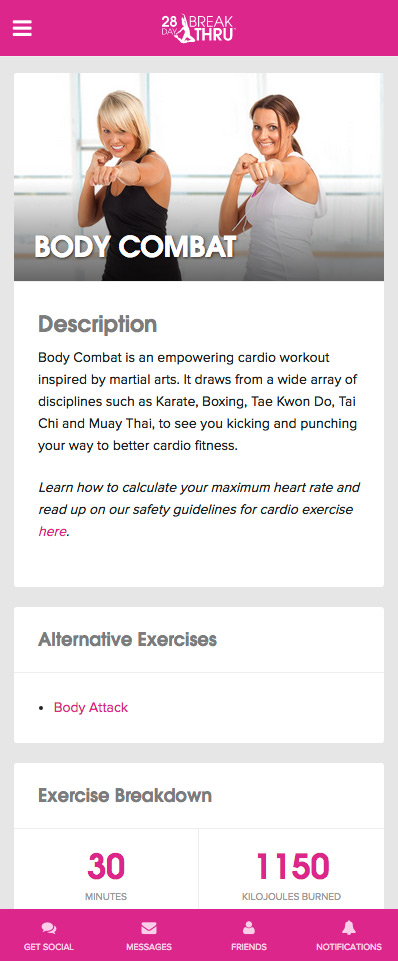 28 BREAK
DAY THRU
BODY COMBAT
Description
Body Combat is an empowering cardio workout
inspired by martial arts. It draws from a wide array of
disciplines such as Karate, Boxing, Tae Kwon Do, Tai
Chi and Muay Thai, to see you kicking and punching
your way to better cardio fitness.
Learn how to calculate your maximum heart rate and
read up on our safety guidelines for cardio exercise
here.
Alternative Exercises
• Body Attack
Exercise Breakdown
30
MINUTES
1150
KILOJOULES BURNED
GET SOCIAL
MESSAGES
FRIENDS
NOTIFICATIONS